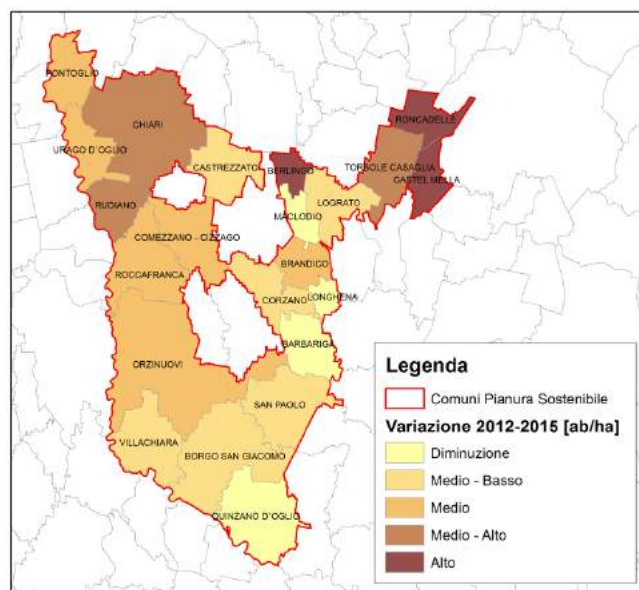 PONTOGLIO
CHIARI
RONCADELLE
URAGO D'OGLIO
CASTREZZATO
BERLINGO
TORBOLE CASAGLIA
CASTEL MELLA
RUDIANO
MACLODIO
LOGRATO
COMEZZANO - CIZZAGO
BRANDICO
ROCCAFRANCA
CORZANO
LONGHENA
BARBARIGA
ORZINUOVI
SAN PAOLO
VILLACHIARA
BORGO SAN GIACOMO
QUINZANO D'OGLIO
Legenda
Comuni Pianura Sostenibile
Variazione 2012-2015 [ab/ha]
Diminuzione
Medio - Basso
Medio
Medio - Alto
Alto